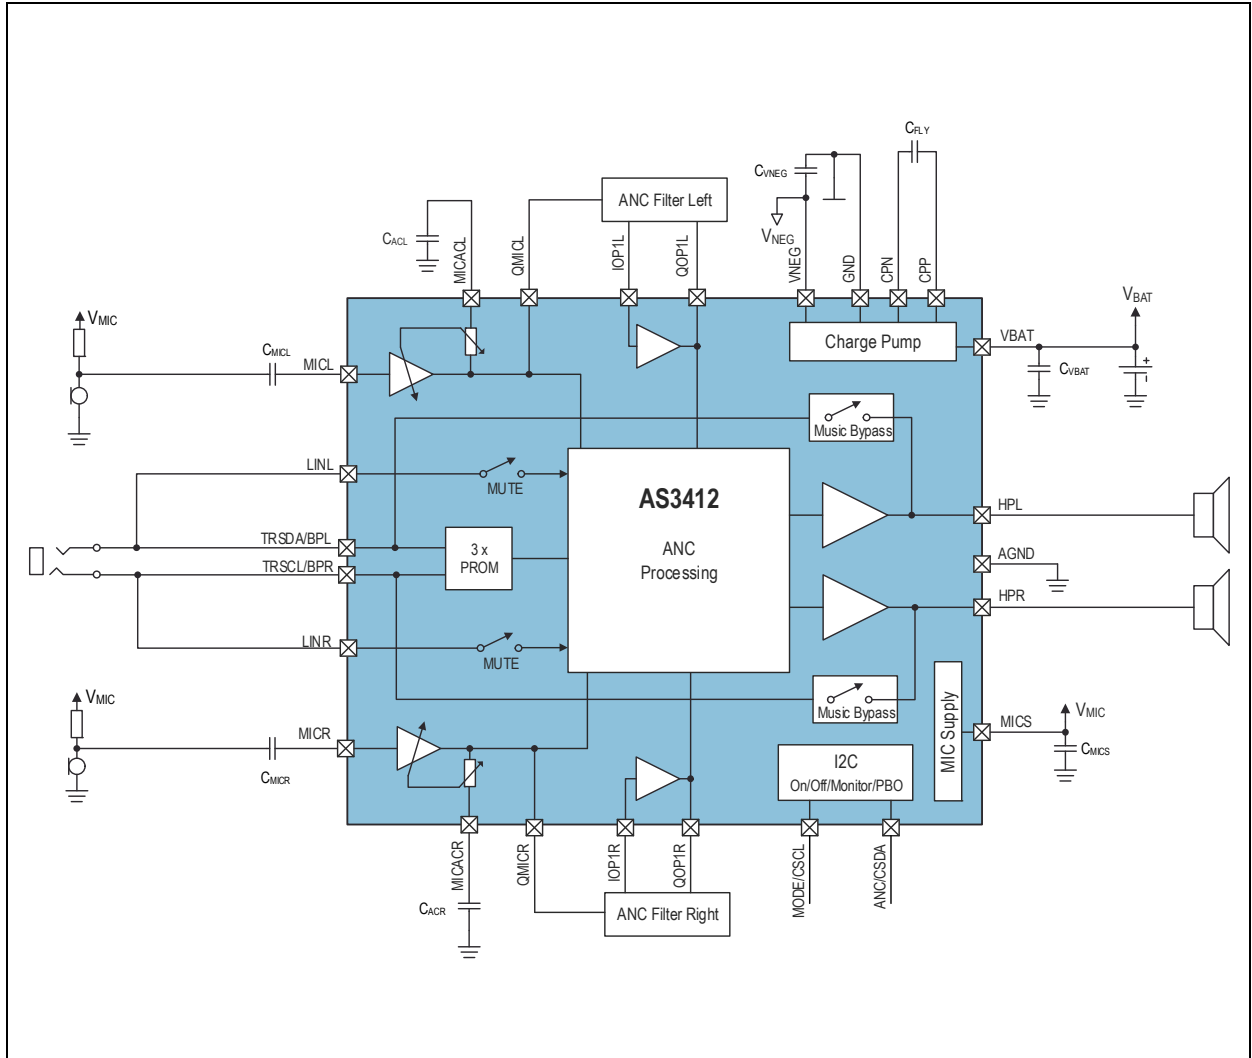 CFLY
CVNEG
ANC Filter Left
VNEG
CACL
MICACL
QMICL
IOP1L
QOP1L
VNEG
GND
CPN
CPP
VBAT
VMIC
CMICL
MICL
Charge Pump
VBAT
CVBAT
+
-
Music Bypass
LINL
MUTE
AS3412
ANC
Processing
HPL
TRSDA/BPL
3 x
PROM
TRSCL/BPR
AGND
HPR
LINR
MUTE
VMIC
Music Bypass
MICR
CMICR
MIC Supply
MICS
VMIC
CMICS
I2C
On/Off/Monitor/PBO
MICACR
QMICR
IOP1R
QOP1R
MODE/CSCL
ANC/CSDA
CACR
ANC Filter Right